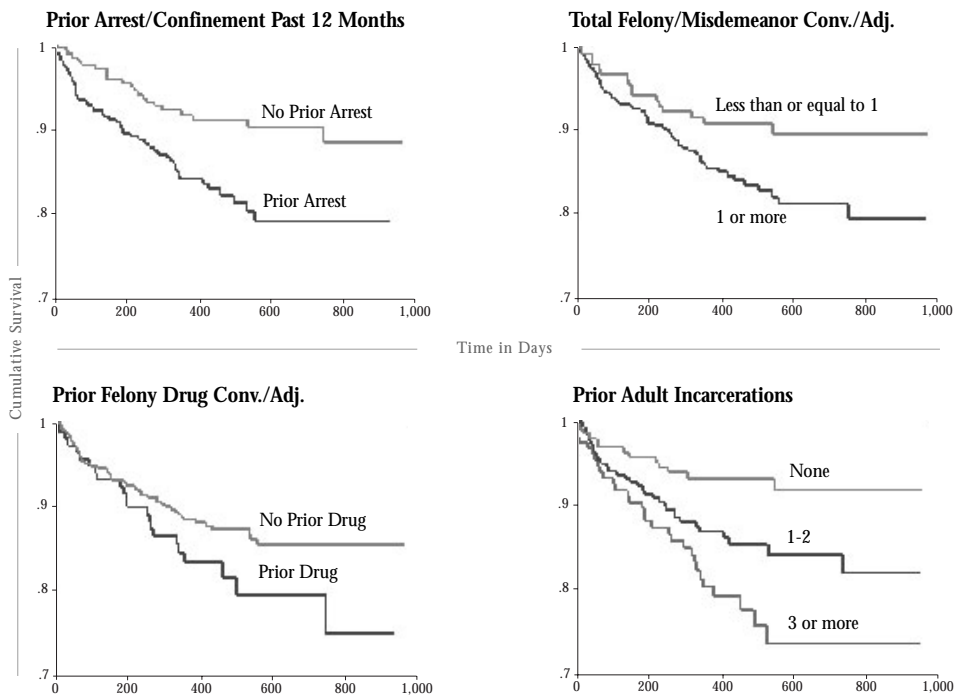 Prior Arrest/Confinement Past 12 Months
1
.9
.8
.7
No Prior Arrest
Prior Arrest
0 200 400 600 800 1,000
Total Felony/Misdemeanor Conv./Adj.
1
.9
.8
.7
Less than or equal to 1
1 or more
0 200 400 600 800 1,000
Cumulative Survival
Time in Days
Prior Felony Drug Conv./Adj.
1
.9
.8
.7
No Prior Drug
Prior Drug
0 200 400 600 800 1,000
Prior Adult Incarcerations
1
.9
.8
.7
None
1-2
3 or more
0 200 400 600 800 1,000